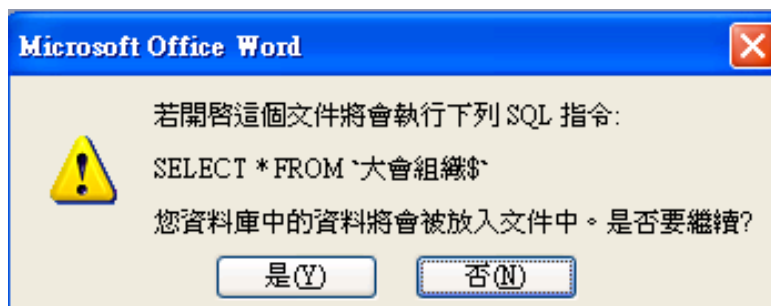 Microsoft Office Word
若開啓這個文件將會執行下列 SQL 指令:
SELECT * FROM `大會組織$`
您資料庫中的資料將會被放入文件中。是否要繼續?
是(Y) 否(N)